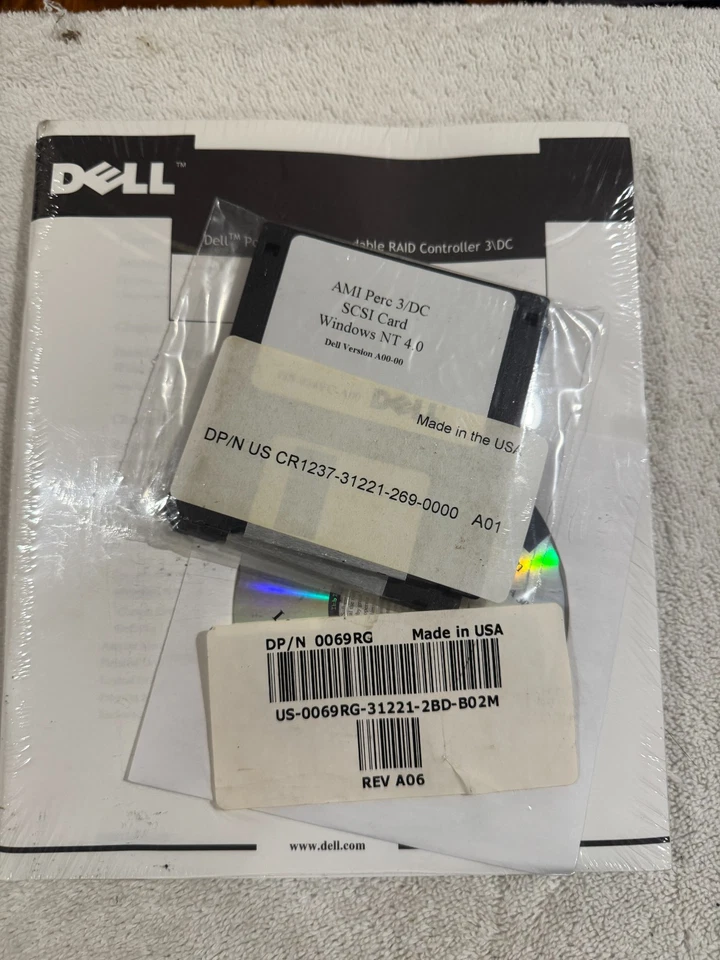 DELL™
Dell™ Po dable RAID Controller 3\DC
AMI Perc 3/DC
SCSI Card
Windows NT 4.0
Dell Version A00-00
DELL
Made in the USA
DP/N US CR1237-31221-269-0000 A01
DP/N 0069RG Made in USA
US-0069RG-31221-2BD-B02M
REV A06
www.dell.com